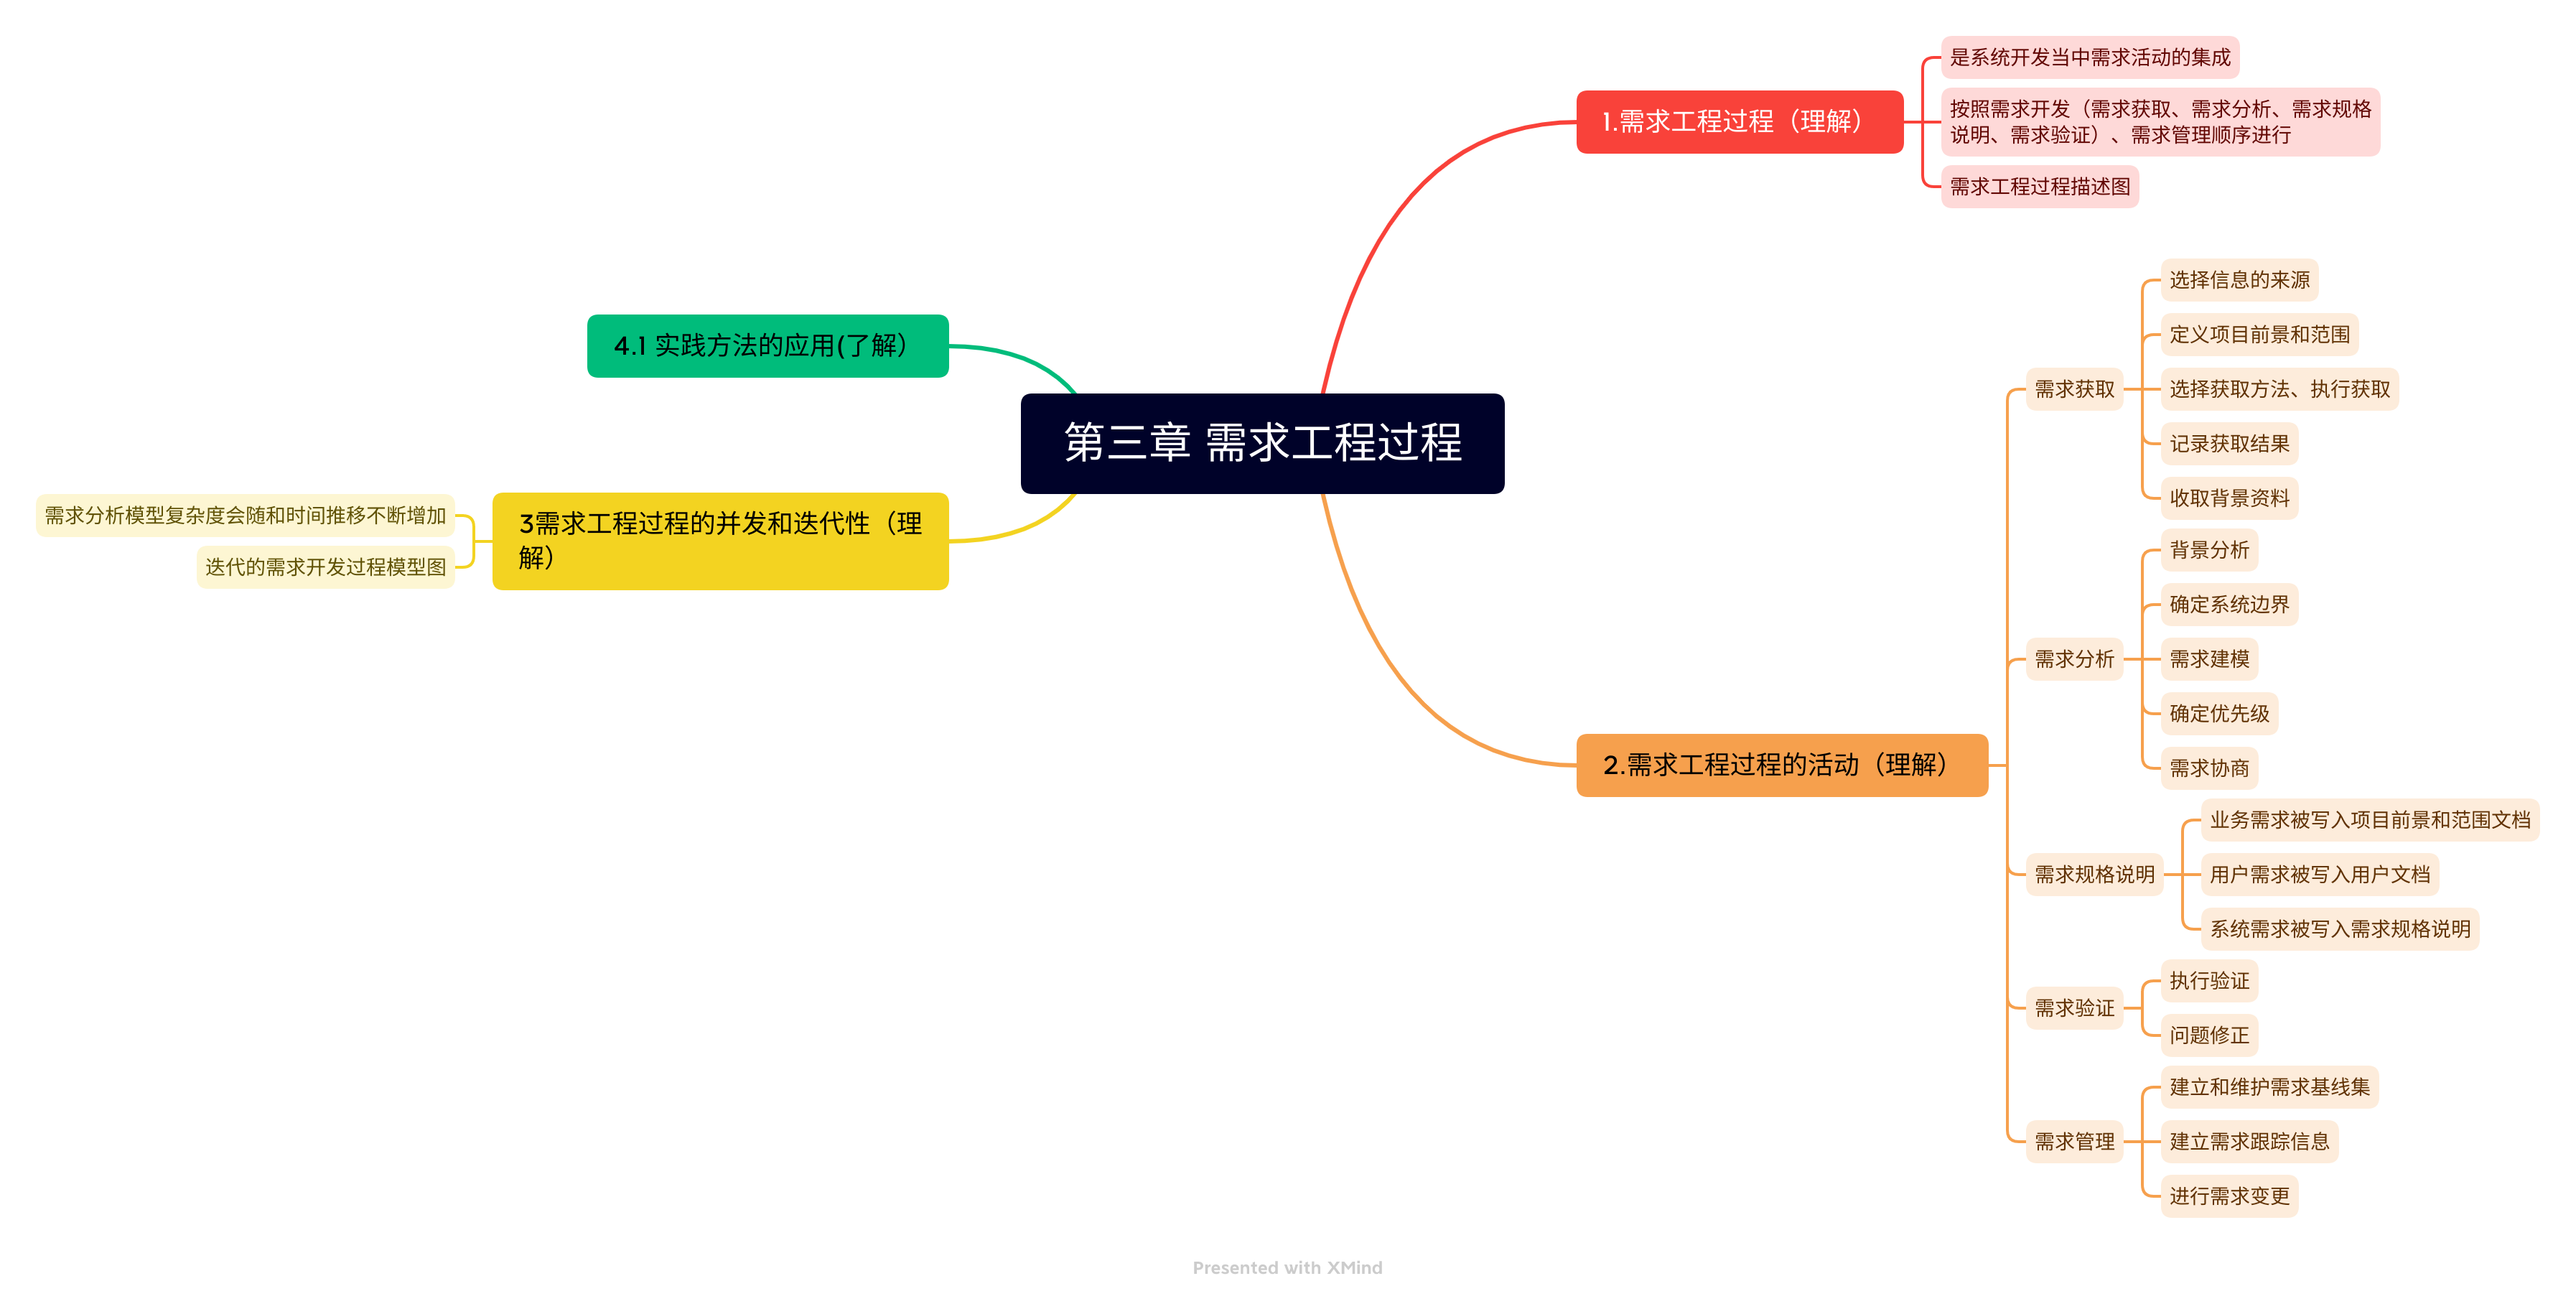 第三章 需求工程过程
1.需求工程过程（理解）
是系统开发当中需求活动的集成
按照需求开发（需求获取、需求分析、需求规格
说明、需求验证）、需求管理顺序进行
需求工程过程描述图
2.需求工程过程的活动（理解）
需求获取
选择信息的来源
定义项目前景和范围
选择获取方法、执行获取
记录获取结果
收取背景资料
需求分析
背景分析
确定系统边界
需求建模
确定优先级
需求协商
需求规格说明
业务需求被写入项目前景和范围文档
用户需求被写入用户文档
系统需求被写入需求规格说明
需求验证
执行验证
问题修正
需求管理
建立和维护需求基线集
建立需求跟踪信息
进行需求变更
3需求工程过程的并发和迭代性（理
解）
需求分析模型复杂度会随和时间推移不断增加
迭代的需求开发过程模型图
4.1 实践方法的应用(了解）
Presented with XMind